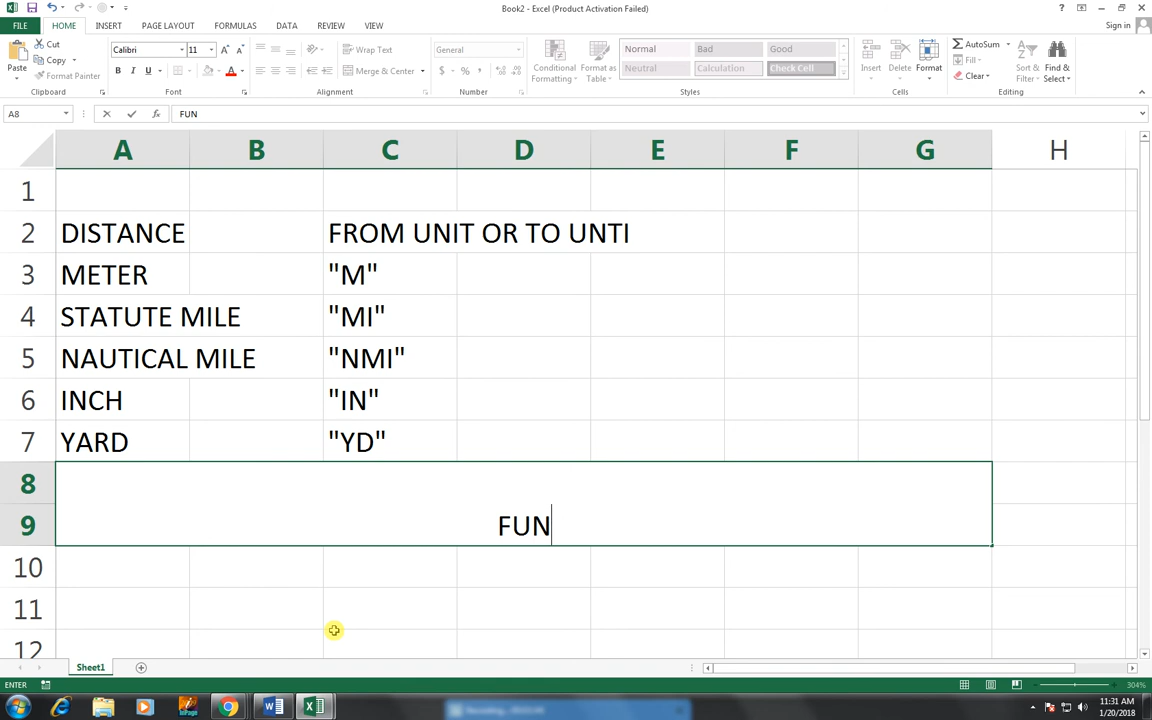 Book2 - Excel (Product Activation Failed)
Sign in
FILE HOME INSERT PAGE LAYOUT FORMULAS DATA REVIEW VIEW
Paste
Cut
Copy
Format Painter
Clipboard
Calibri 11
B I U
Font
Wrap Text
Merge & Center
Alignment
General
$ % ,
Number
Conditional Formatting
Format as Table
Normal Bad Good
Neutral Calculation Check Cell
Styles
Insert Delete Format
Cells
AutoSum
Fill
Clear
Sort & Filter
Find & Select
Editing
A8 FUN
A B C D E F G H
1
2 DISTANCE FROM UNIT OR TO UNTI
3 METER "M"
4 STATUTE MILE "MI"
5 NAUTICAL MILE "NMI"
6 INCH "IN"
7 YARD "YD"
8
9 FUN
10
11
12
Sheet1
ENTER 304%
11:31 AM
1/20/2018